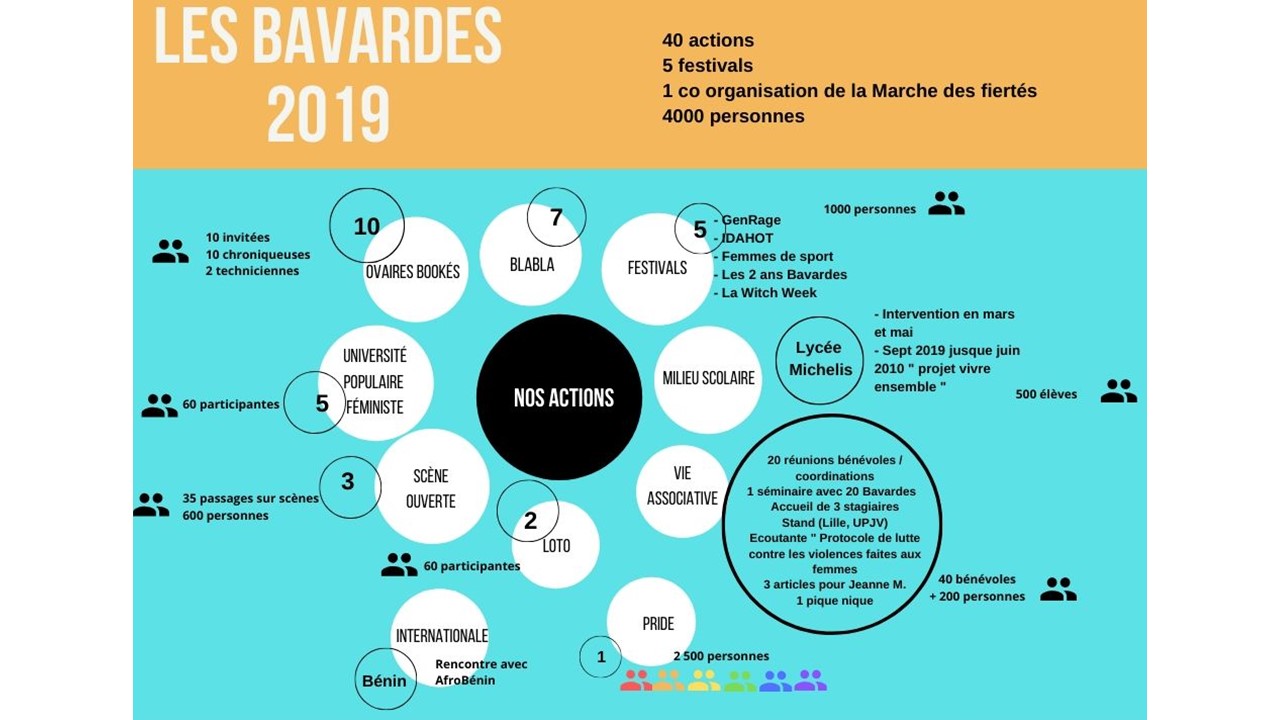 LES BAVARDES
2019
40 actions
5 festivals
1 co organisation de la Marche des fiertés
4000 personnes
10 invitées
10 chroniqueuses
2 techniciennes
10
OVAIRES BOOKÉS
7
BLABLA
5
FESTIVALS
- GenRage
- IDAHOT
- Femmes de sport
- Les 2 ans Bavardes
- La Witch Week
1000 personnes
UNIVERSITÉ
POPULAIRE
FÉMINISTE
5
60 participantes
NOS ACTIONS
MILIEU SCOLAIRE
Lycée
Michelis
- Intervention en mars
et mai
- Sept 2019 jusque juin
2010 " projet vivre
ensemble "
500 élèves
3
SCÈNE
OUVERTE
35 passages sur scènes
600 personnes
2
LOTO
60 participantes
VIE
ASSOCIATIVE
20 réunions bénévoles /
coordinations
1 séminaire avec 20 Bavardes
Accueil de 3 stagiaires
Stand (Lille, UPJV)
Ecoutante " Protocole de lutte
contre les violences faites aux
femmes
3 articles pour Jeanne M.
1 pique nique
40 bénévoles
+ 200 personnes
INTERNATIONALE
Bénin
Rencontre avec
AfroBénin
PRIDE
1
2 500 personnes